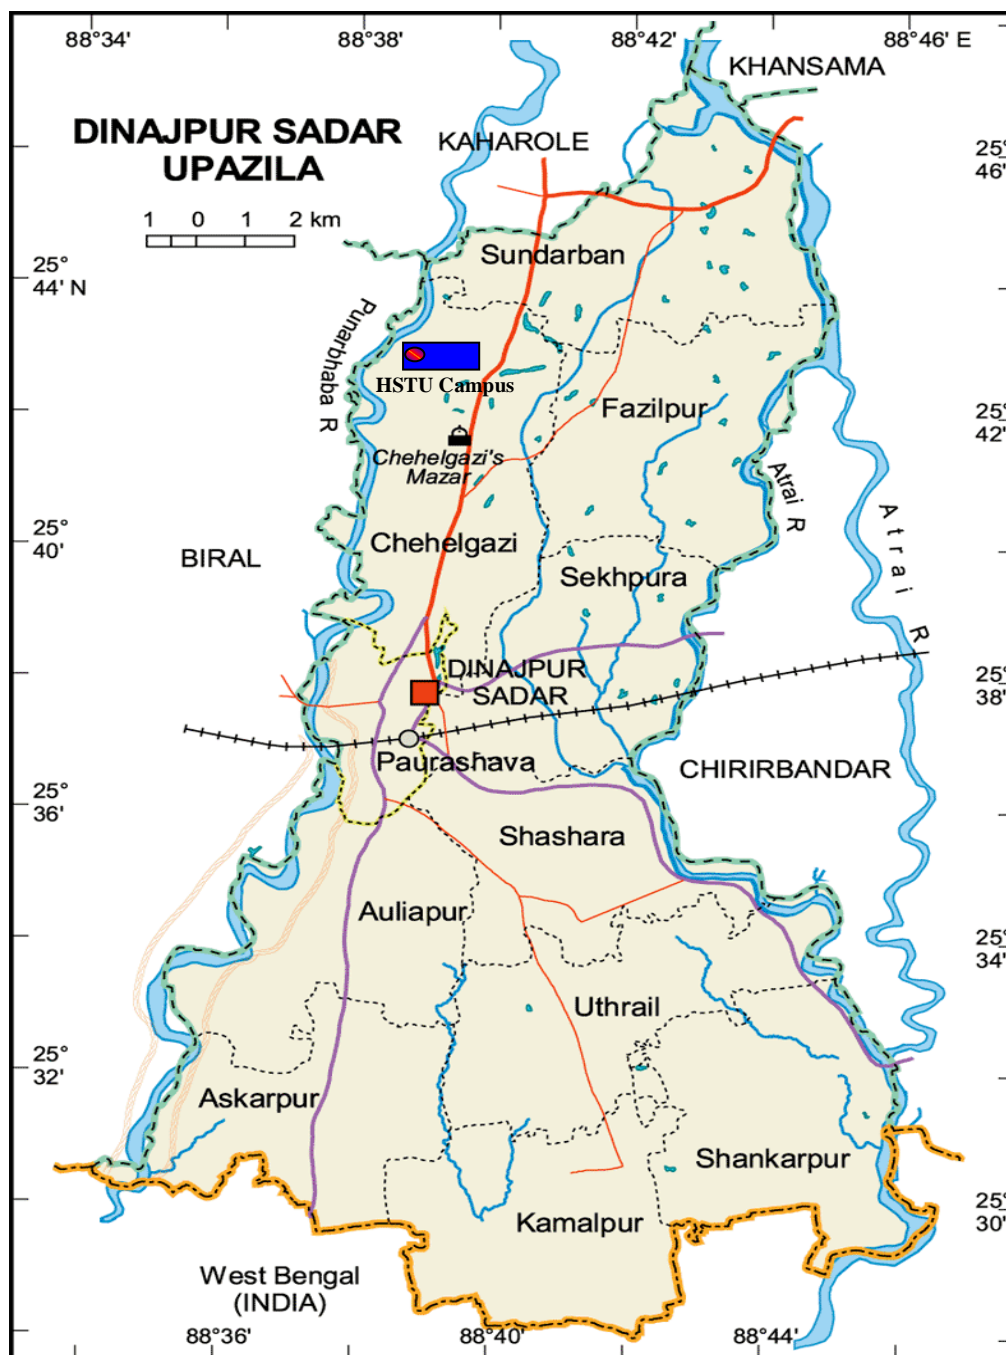 88°34'
88°38'
88°42'
88°46' E
KHANSAMA
DINAJPUR SADAR
UPAZILA
KAHAROLE
25°
46'
1 0 1 2 km
Sundarban
25°
44' N
Punarbhaba R
HSTU Campus
Fazilpur
25°
42'
Chehelgazi's
Mazar
Atrai R
Atrai R
25°
40'
Chehelgazi
BIRAL
Sekhpura
DINAJPUR
SADAR
25°
38'
Paurashava
CHIRIRBANDAR
25°
36'
Shashara
Auliapur
25°
34'
Uthrail
25°
32'
Askarpur
Shankarpur
25°
30'
Kamalpur
West Bengal
(INDIA)
88°36'
88°40'
88°44'